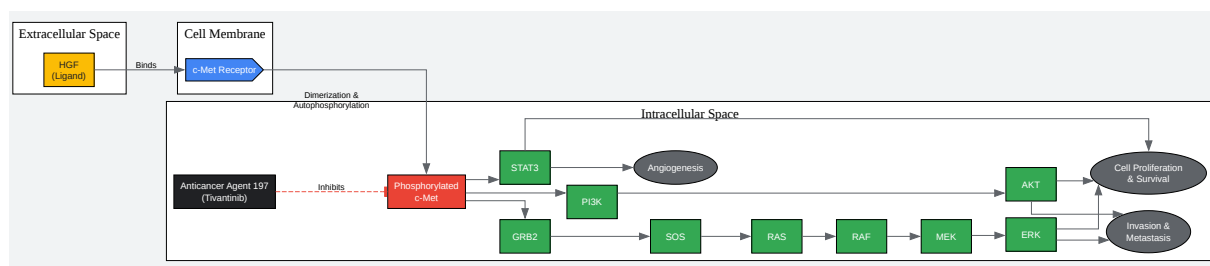 Extracellular Space
HGF
(Ligand)
Binds
Cell Membrane
c-Met Receptor
Dimerization &
Autophosphorylation
Intracellular Space
Anticancer Agent 197
(Tivantinib)
Inhibits
Phosphorylated
c-Met
STAT3
Angiogenesis
PI3K
GRB2
SOS
RAS
RAF
MEK
AKT
ERK
Cell Proliferation
& Survival
Invasion &
Metastasis